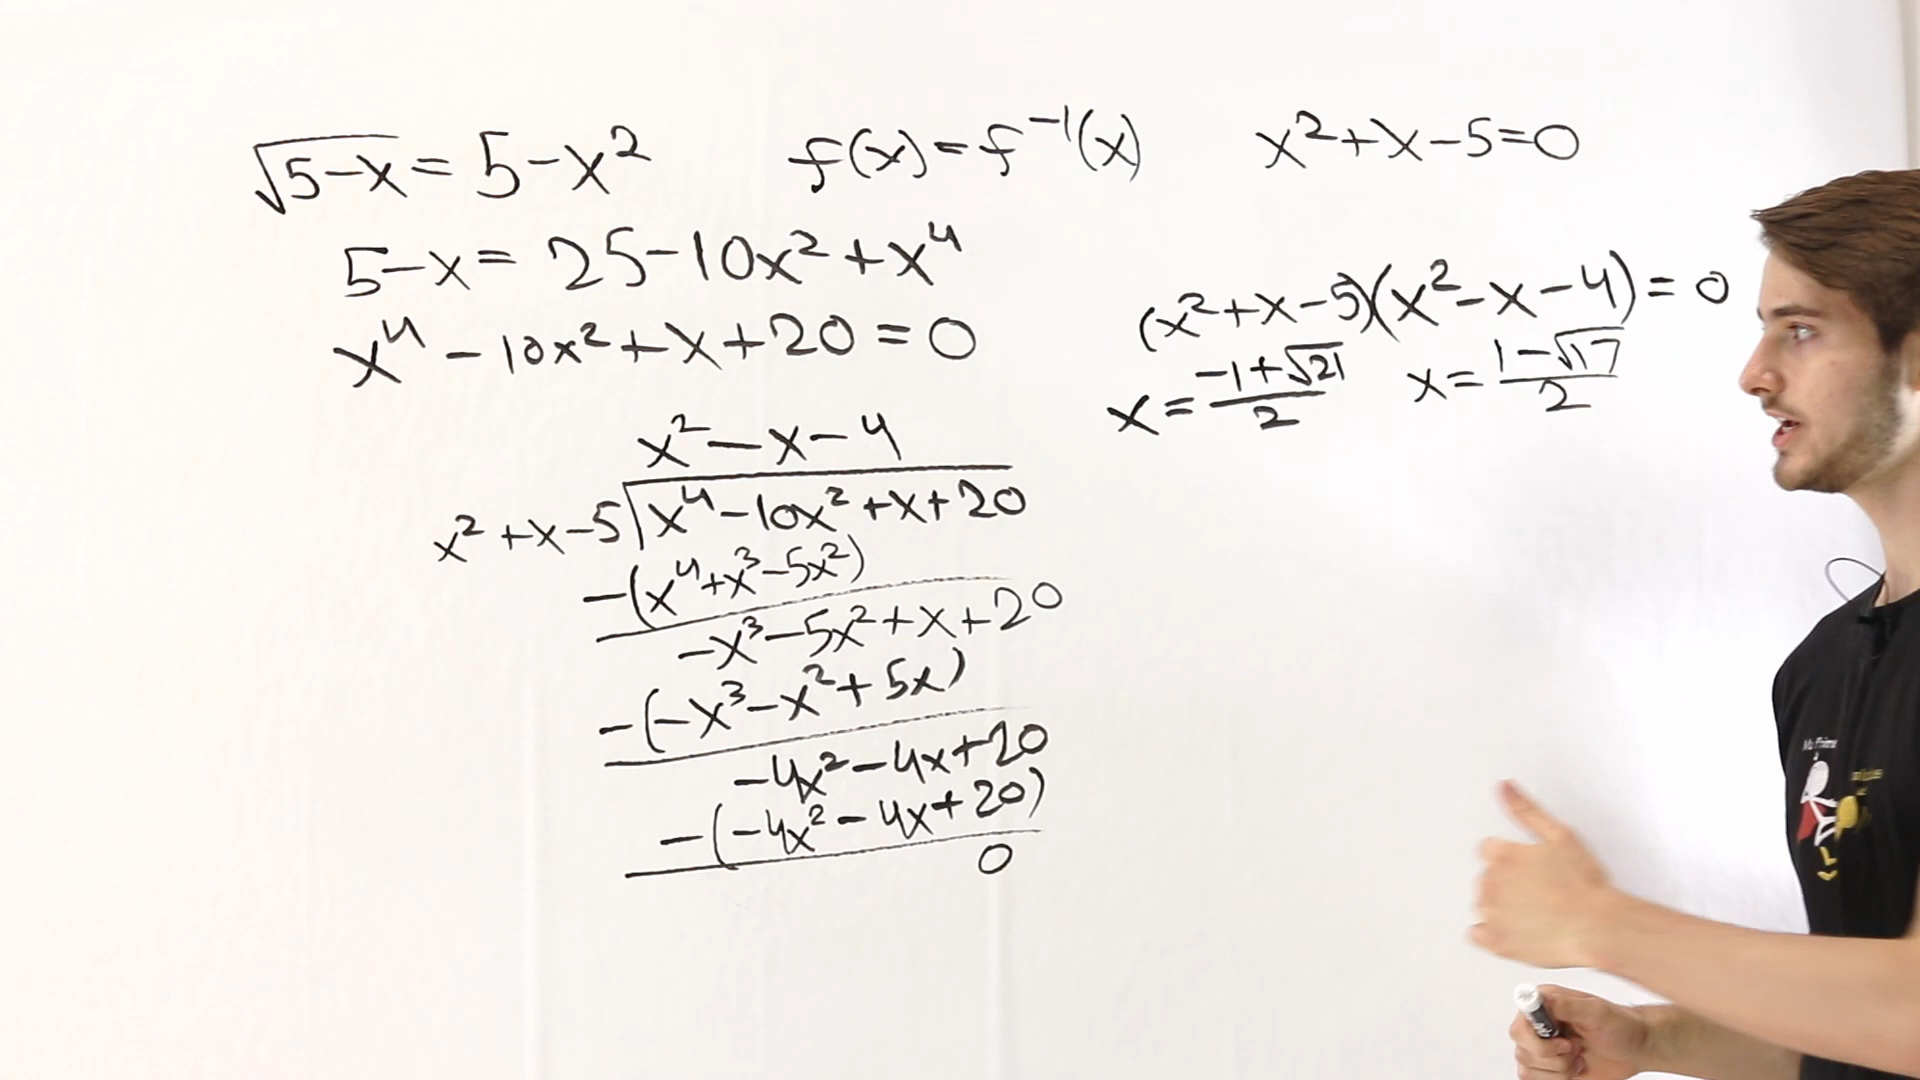 √5-x = 5-x²
f(x) = f⁻¹(x)
x²+x-5=0
5-x = 25-10x²+x⁴
x⁴-10x²+x+20=0
(x²+x-5)(x²-x-4)=0
x = (-1+√21)/2 x = (1-√17)/2
x²-x-4
x²+x-5 x⁴-10x²+x+20
-(x⁴+x³-5x²)
-x³-5x²+x+20
-(-x³-x²+5x)
-4x²-4x+20
-(-4x²-4x+20)
0